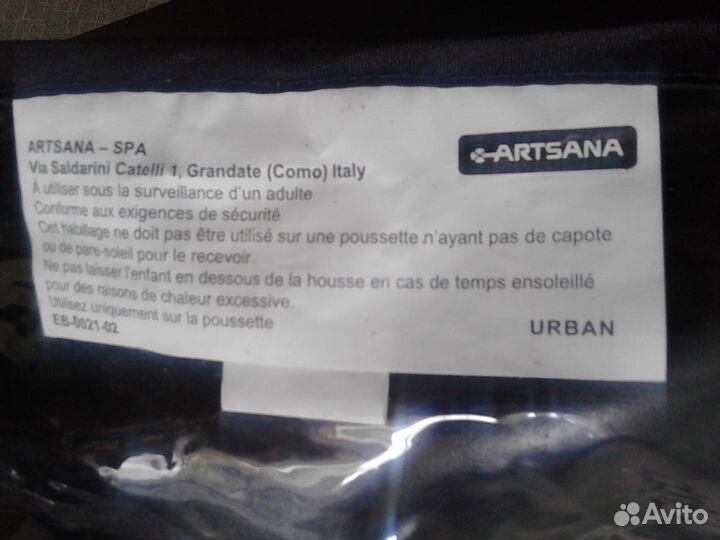 ARTSANA – SPA
Via Saldarini Catelli 1, Grandate (Como) Italy
ARTSANA
À utiliser sous la surveillance d'un adulte
Conforme aux exigences de sécurité
Cet habillage ne doit pas être utilisé sur une poussette n'ayant pas de capote
ou de pare-soleil pour le recevoir.
Ne pas laisser l'enfant en dessous de la housse en cas de temps ensoleillé
pour des raisons de chaleur excessive.
Utilisez uniquement sur la poussette
EB-0021-02
URBAN
Avito